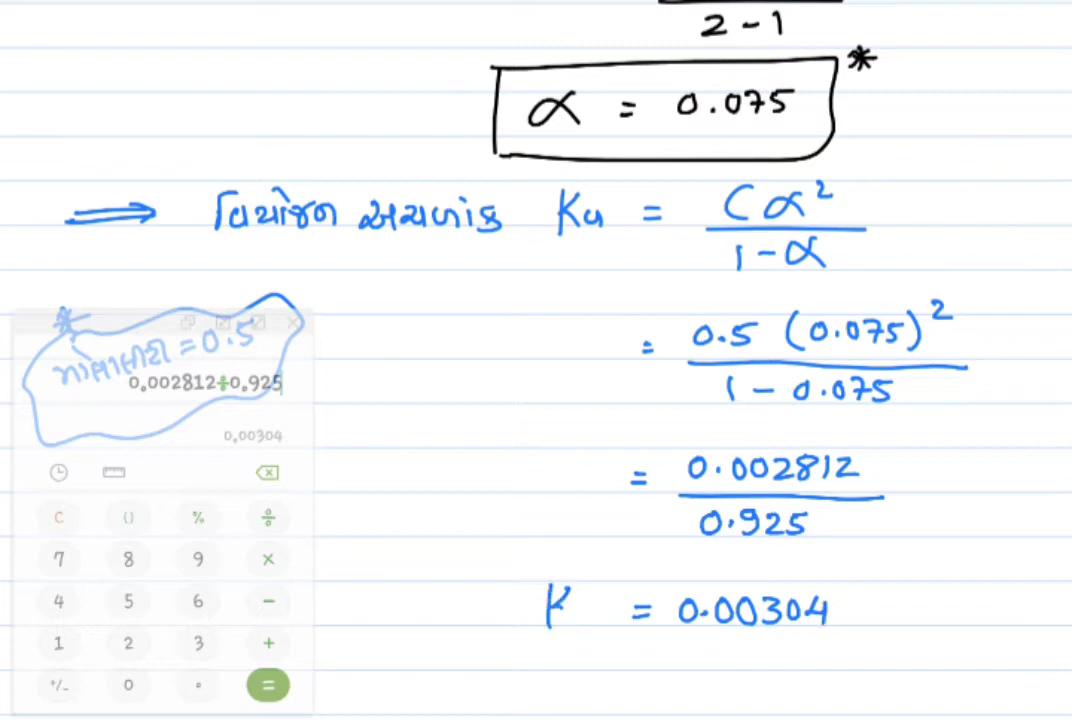 2 - 1
α = 0.075 *
⟹ વિયોજન અચળાંક Ka = Cα² / 1 - α
= 0.5 (0.075)² / 1 - 0.075
= 0.002812 / 0.925
K = 0.00304
*
મોલાલીટી = 0.5
0.002812÷0.925
0.00304
C () % ÷
7 8 9 ×
4 5 6 −
1 2 3 +
+/- 0 . =